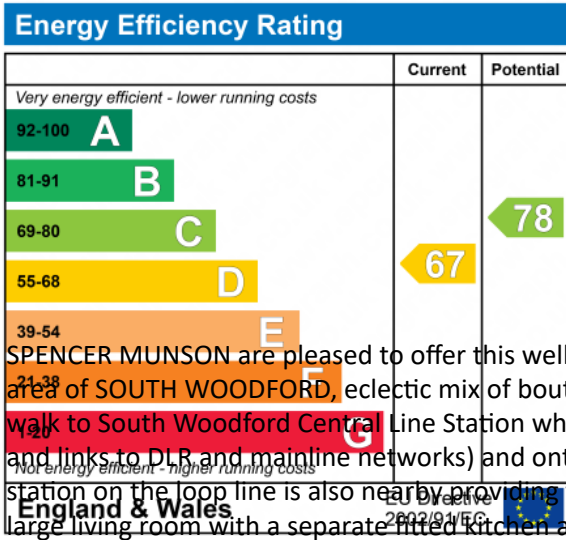 Energy Efficiency Rating
Current Potential
Very energy efficient - lower running costs
92-100 A
81-91 B
69-80 C
78
67
55-68 D
39-54 E
SPENCER MUNSON are pleased to offer this well
21-38 F
area of SOUTH WOODFORD, eclectic mix of bout
walk to South Woodford Central Line Station wh
1-20 G
and links to DLR and mainline networks) and ont
Not energy efficient - higher running costs
station on the loop line is also nearby providing
England & Wales
EU Directive
2002/91/EC
large living room with a separate fitted kitchen a